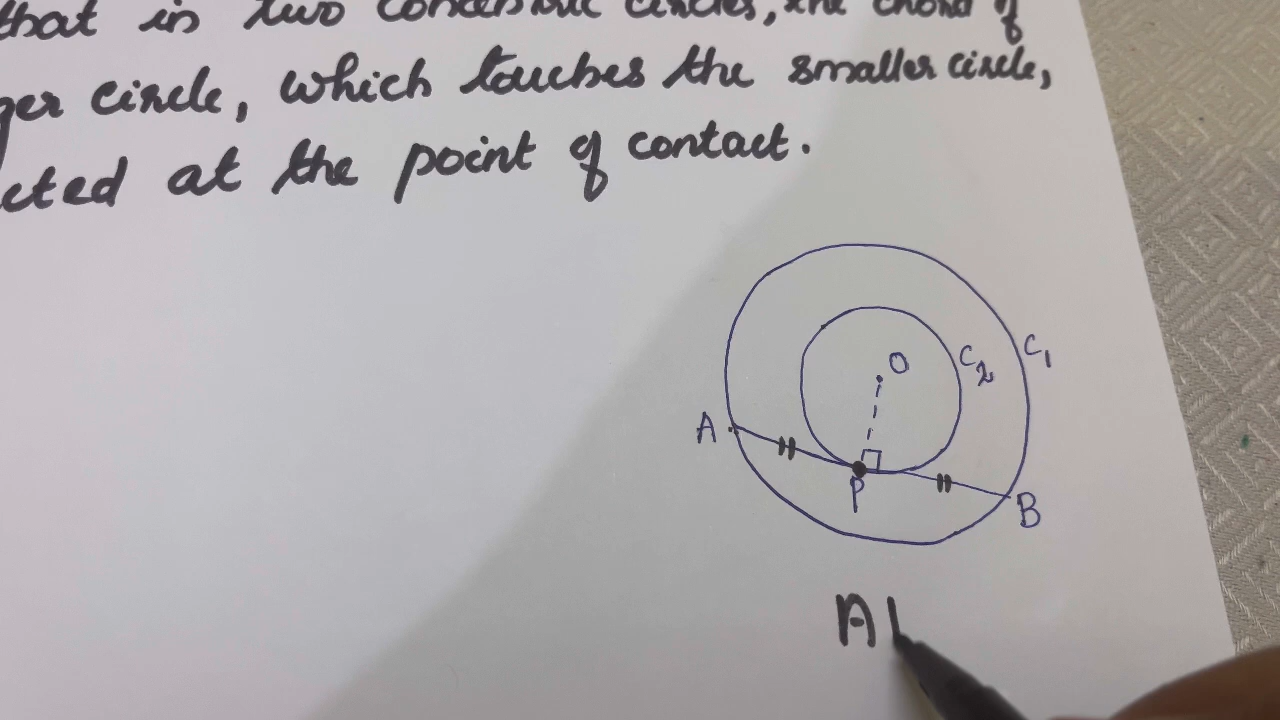 that in two concentric circles, the chord of
ger circle, which touches the smaller circle,
cted at the point of contact.
C1
O
C2
A
P
B
A